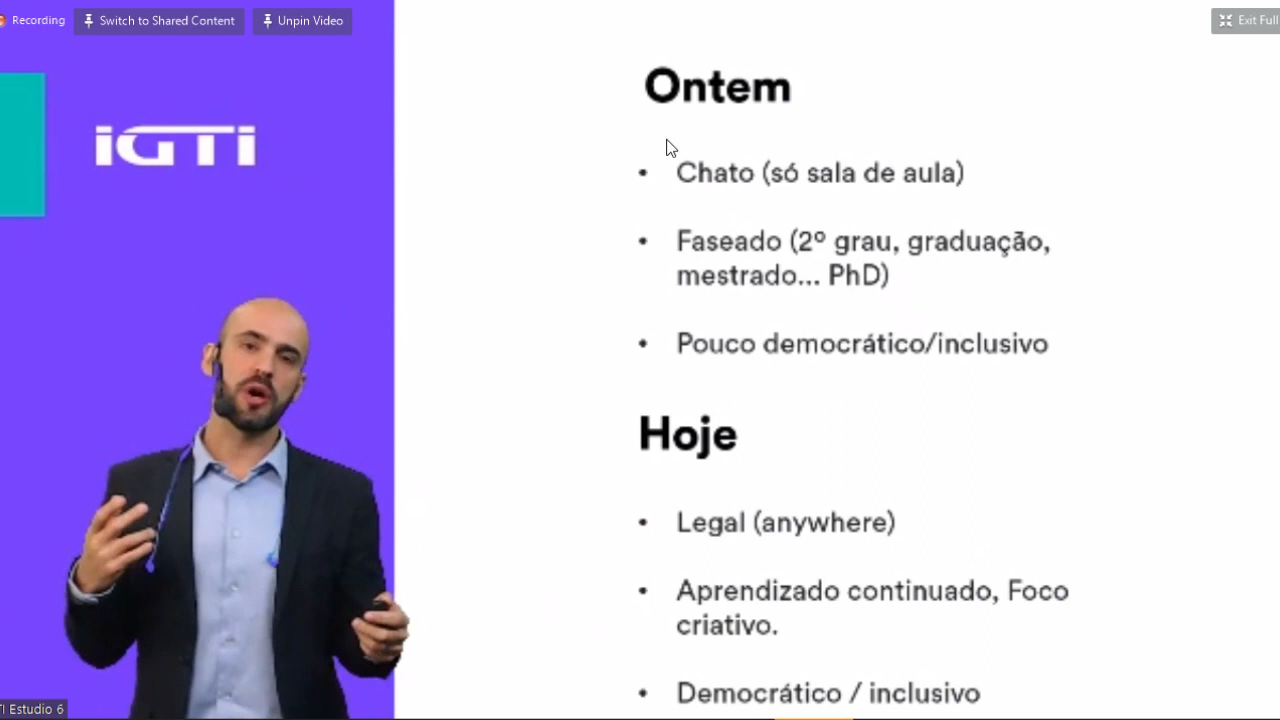 Recording
Switch to Shared Content
Unpin Video
Exit Full
iGTi
Ontem
• Chato (só sala de aula)
• Faseado (2º grau, graduação,
mestrado... PhD)
• Pouco democrático/inclusivo
Hoje
• Legal (anywhere)
• Aprendizado continuado, Foco
criativo.
• Democrático / inclusivo
TI Estudio 6